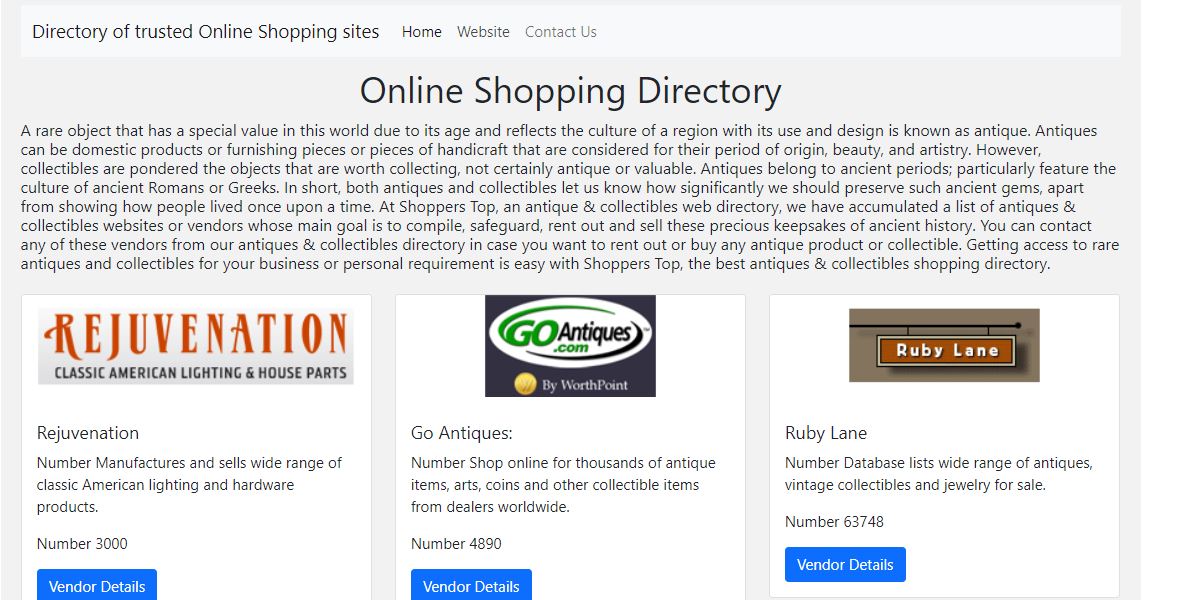 Directory of trusted Online Shopping sites Home Website Contact Us
Online Shopping Directory
A rare object that has a special value in this world due to its age and reflects the culture of a region with its use and design is known as antique. Antiques
can be domestic products or furnishing pieces or pieces of handicraft that are considered for their period of origin, beauty, and artistry. However,
collectibles are pondered the objects that are worth collecting, not certainly antique or valuable. Antiques belong to ancient periods; particularly feature the
culture of ancient Romans or Greeks. In short, both antiques and collectibles let us know how significantly we should preserve such ancient gems, apart
from showing how people lived once upon a time. At Shoppers Top, an antique & collectibles web directory, we have accumulated a list of antiques &
collectibles websites or vendors whose main goal is to compile, safeguard, rent out and sell these precious keepsakes of ancient history. You can contact
any of these vendors from our antiques & collectibles directory in case you want to rent out or buy any antique product or collectible. Getting access to rare
antiques and collectibles for your business or personal requirement is easy with Shoppers Top, the best antiques & collectibles shopping directory.
REJUVENATION
CLASSIC AMERICAN LIGHTING & HOUSE PARTS
Rejuvenation
Number Manufactures and sells wide range of
classic American lighting and hardware
products.
Number 3000
Vendor Details
GOAntiques™
.com
By WorthPoint
Go Antiques:
Number Shop online for thousands of antique
items, arts, coins and other collectible items
from dealers worldwide.
Number 4890
Vendor Details
Ruby Lane
Ruby Lane
Number Database lists wide range of antiques,
vintage collectibles and jewelry for sale.
Number 63748
Vendor Details